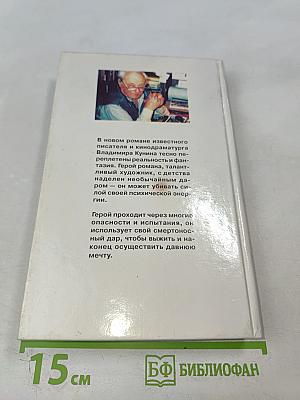 В новом романе известного
писателя и кинодраматурга
Владимира Кунина тесно пе-
реплетены реальность и фан-
тазия. Герой романа, талант-
ливый художник, с детства
наделен необычайным да-
ром — он может убивать си-
лой своей психической энер-
гии.
Герой проходит через многие
опасности и испытания, он
использует свой смертонос-
ный дар, чтобы выжить и на-
конец осуществить давнюю
мечту.
15 см
БФ БИБЛИОФАН